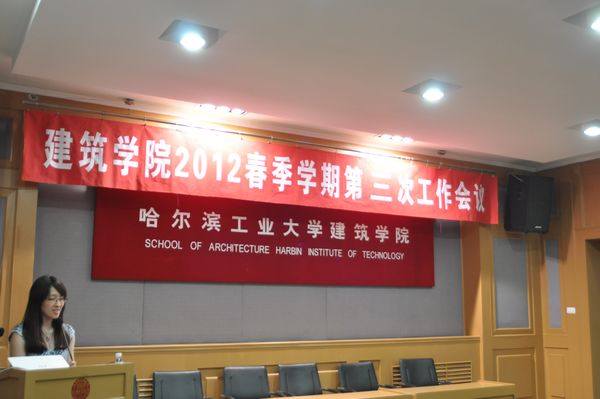 建筑学院2012春季学期第三次工作会议
哈尔滨工业大学建筑学院
SCHOOL OF ARCHITECTURE HARBIN INSTITUTE OF TECHNOLOGY